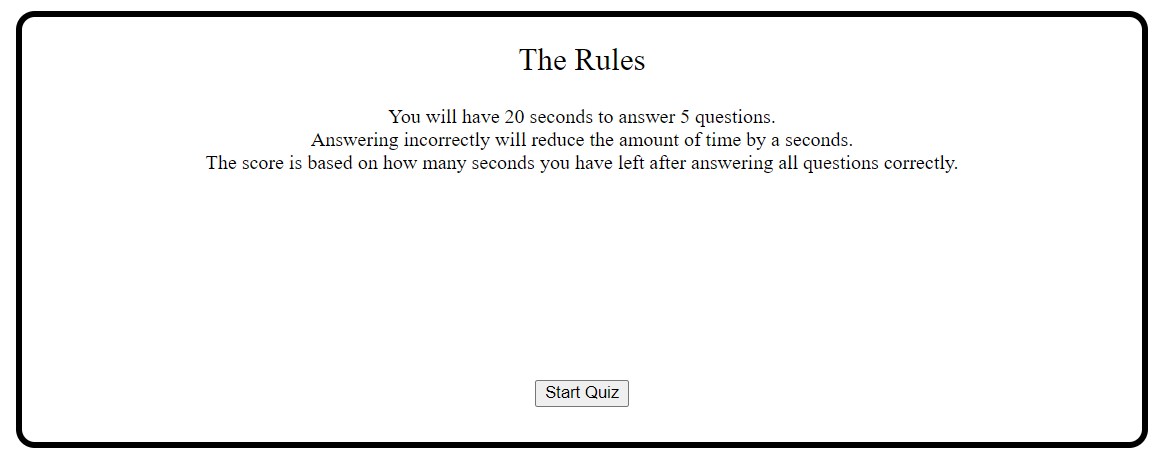 The Rules
You will have 20 seconds to answer 5 questions.
Answering incorrectly will reduce the amount of time by a seconds.
The score is based on how many seconds you have left after answering all questions correctly.
Start Quiz